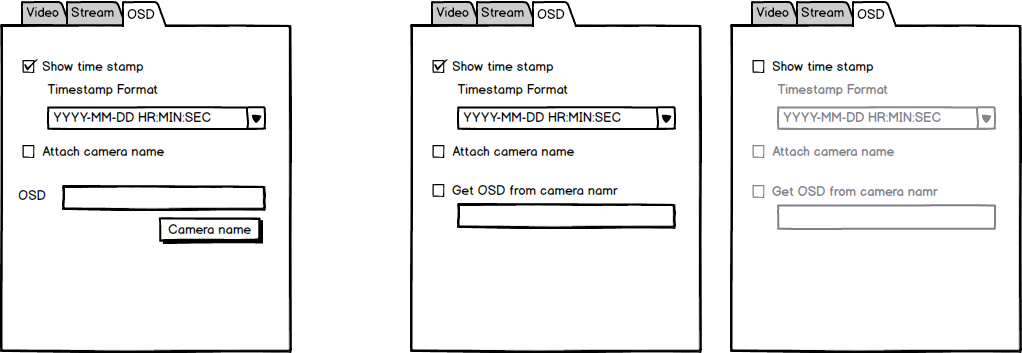 Video Stream OSD
Show time stamp
Timestamp Format
YYYY-MM-DD HR:MIN:SEC
Attach camera name
OSD
Camera name
Video Stream OSD
Show time stamp
Timestamp Format
YYYY-MM-DD HR:MIN:SEC
Attach camera name
Get OSD from camera namr
Video Stream OSD
Show time stamp
Timestamp Format
YYYY-MM-DD HR:MIN:SEC
Attach camera name
Get OSD from camera namr